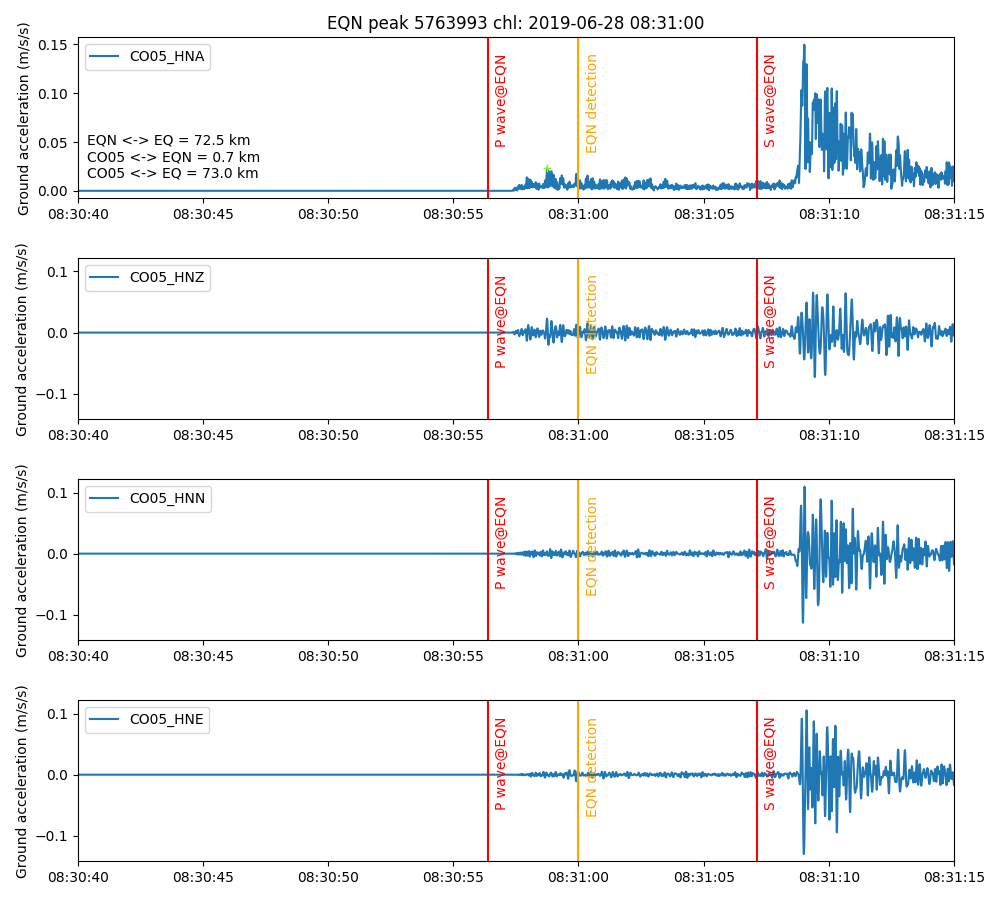 EQN peak 5763993 chl: 2019-06-28 08:31:00
Ground acceleration (m/s/s)
0.15
0.10
0.05
0.00
CO05_HNA
EQN <-> EQ = 72.5 km
CO05 <-> EQN = 0.7 km
CO05 <-> EQ = 73.0 km
P wave@EQN
EQN detection
S wave@EQN
08:30:40 08:30:45 08:30:50 08:30:55 08:31:00 08:31:05 08:31:10 08:31:15
Ground acceleration (m/s/s)
0.1
0.0
−0.1
CO05_HNZ
P wave@EQN
EQN detection
S wave@EQN
08:30:40 08:30:45 08:30:50 08:30:55 08:31:00 08:31:05 08:31:10 08:31:15
Ground acceleration (m/s/s)
0.1
0.0
−0.1
CO05_HNN
P wave@EQN
EQN detection
S wave@EQN
08:30:40 08:30:45 08:30:50 08:30:55 08:31:00 08:31:05 08:31:10 08:31:15
Ground acceleration (m/s/s)
0.1
0.0
−0.1
CO05_HNE
P wave@EQN
EQN detection
S wave@EQN
08:30:40 08:30:45 08:30:50 08:30:55 08:31:00 08:31:05 08:31:10 08:31:15